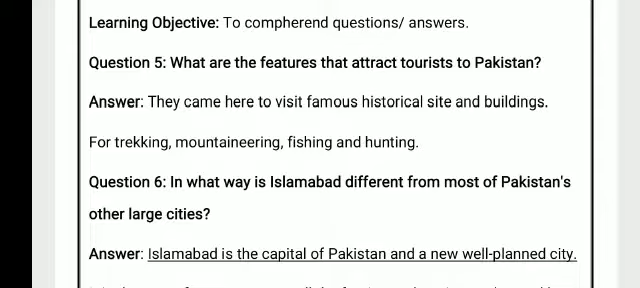 Learning Objective: To compherend questions/ answers.
Question 5: What are the features that attract tourists to Pakistan?
Answer: They came here to visit famous historical site and buildings.
For trekking, mountaineering, fishing and hunting.
Question 6: In what way is Islamabad different from most of Pakistan's
other large cities?
Answer: Islamabad is the capital of Pakistan and a new well-planned city.